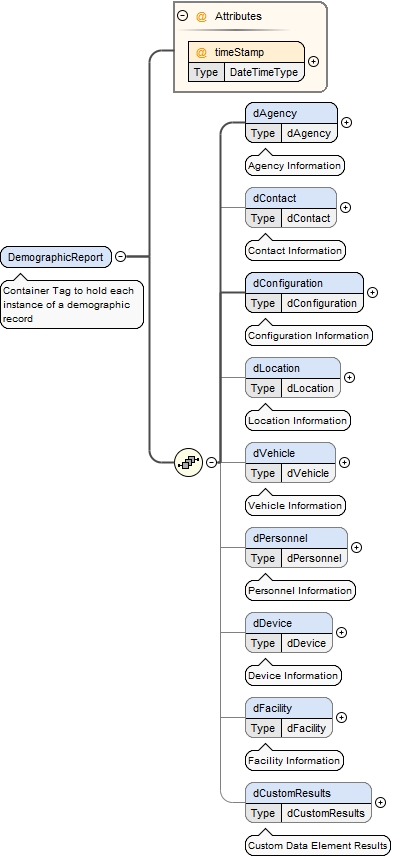 @ Attributes
@ timeStamp
Type DateTimeType
dAgency
Type dAgency
Agency Information
dContact
Type dContact
Contact Information
DemographicReport
Container Tag to hold each
instance of a demographic
record
dConfiguration
Type dConfiguration
Configuration Information
dLocation
Type dLocation
Location Information
dVehicle
Type dVehicle
Vehicle Information
dPersonnel
Type dPersonnel
Personnel Information
dDevice
Type dDevice
Device Information
dFacility
Type dFacility
Facility Information
dCustomResults
Type dCustomResults
Custom Data Element Results